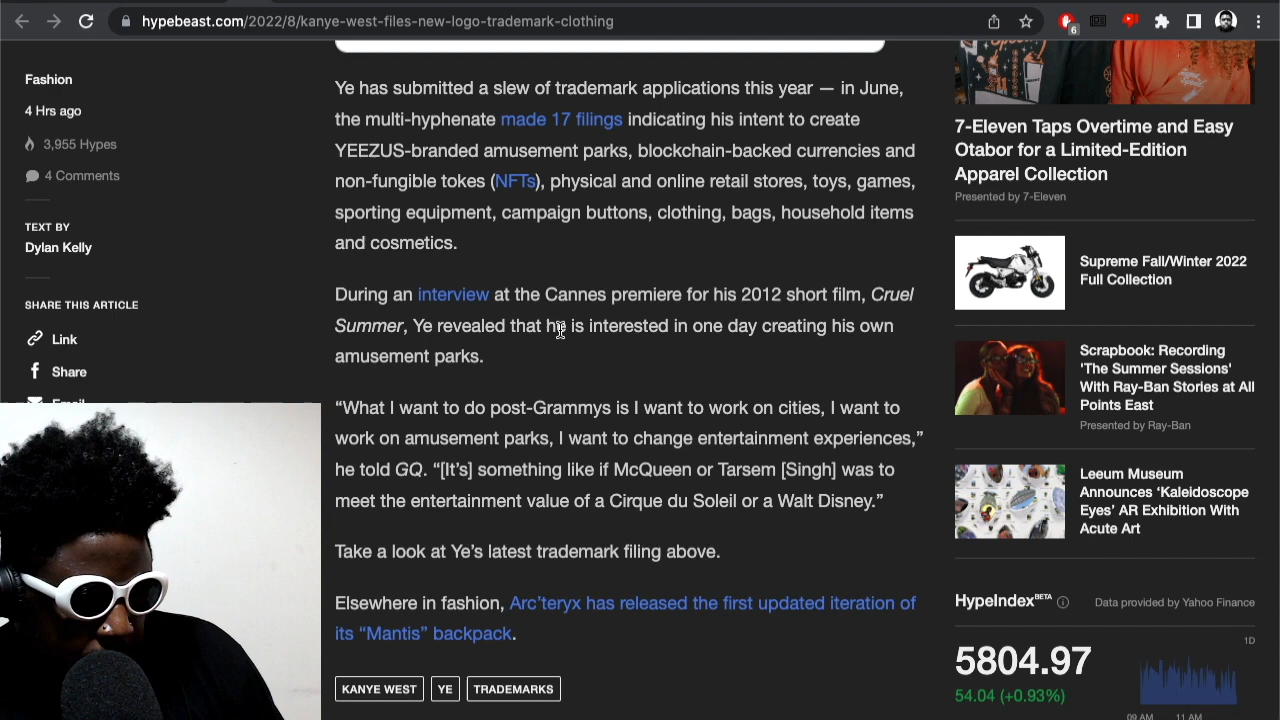 hypebeast.com/2022/8/kanye-west-files-new-logo-trademark-clothing
6
Fashion
4 Hrs ago
3,955 Hypes
4 Comments
TEXT BY
Dylan Kelly
SHARE THIS ARTICLE
Link
Share
Email
Ye has submitted a slew of trademark applications this year — in June,
the multi-hyphenate made 17 filings indicating his intent to create
YEEZUS-branded amusement parks, blockchain-backed currencies and
non-fungible tokes (NFTs), physical and online retail stores, toys, games,
sporting equipment, campaign buttons, clothing, bags, household items
and cosmetics.
During an interview at the Cannes premiere for his 2012 short film, Cruel
Summer, Ye revealed that he is interested in one day creating his own
amusement parks.
“What I want to do post-Grammys is I want to work on cities, I want to
work on amusement parks, I want to change entertainment experiences,”
he told GQ. “[It’s] something like if McQueen or Tarsem [Singh] was to
meet the entertainment value of a Cirque du Soleil or a Walt Disney.”
Take a look at Ye’s latest trademark filing above.
Elsewhere in fashion, Arc’teryx has released the first updated iteration of
its “Mantis” backpack.
KANYE WEST
YE
TRADEMARKS
7-Eleven Taps Overtime and Easy
Otabor for a Limited-Edition
Apparel Collection
Presented by 7-Eleven
Supreme Fall/Winter 2022
Full Collection
Scrapbook: Recording
'The Summer Sessions'
With Ray-Ban Stories at All
Points East
Presented by Ray-Ban
Leeum Museum
Announces ‘Kaleidoscope
Eyes’ AR Exhibition With
Acute Art
HypeIndex BETA
Data provided by Yahoo Finance
5804.97
1D
54.04 (+0.93%)
09 AM 11 AM